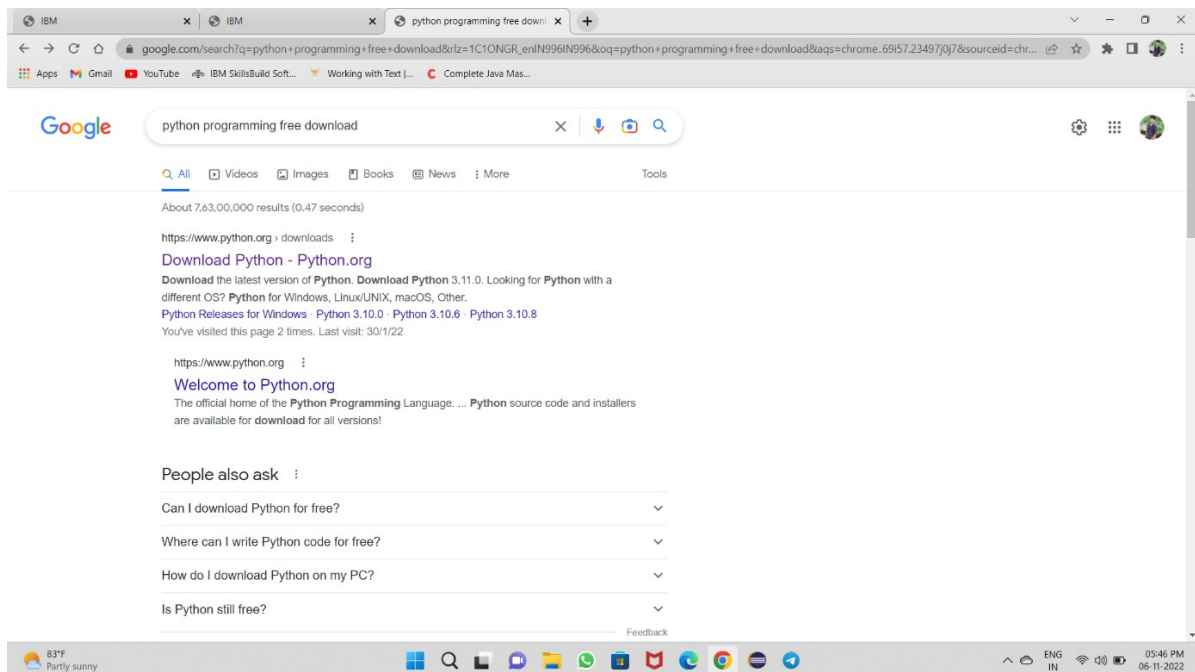 IBM
IBM
python programming free downl
google.com/search?q=python+programming+free+download&rlz=1C1ONGR_enIN996IN996&oq=python+programming+free+download&aqs=chrome..69i57.23497j0j7&sourceid=chr...
Apps Gmail YouTube IBM SkillsBuild Soft... Working with Text |... Complete Java Mas...
Google
python programming free download
All Videos Images Books News More Tools
About 7,63,00,000 results (0.47 seconds)
https://www.python.org › downloads
Download Python - Python.org
Download the latest version of Python. Download Python 3.11.0. Looking for Python with a
different OS? Python for Windows, Linux/UNIX, macOS, Other.
Python Releases for Windows · Python 3.10.0 · Python 3.10.6 · Python 3.10.8
You've visited this page 2 times. Last visit: 30/1/22
https://www.python.org
Welcome to Python.org
The official home of the Python Programming Language. ... Python source code and installers
are available for download for all versions!
People also ask
Can I download Python for free?
Where can I write Python code for free?
How do I download Python on my PC?
Is Python still free?
Feedback
83°F
Partly sunny
ENG
IN
05:46 PM
06-11-2022